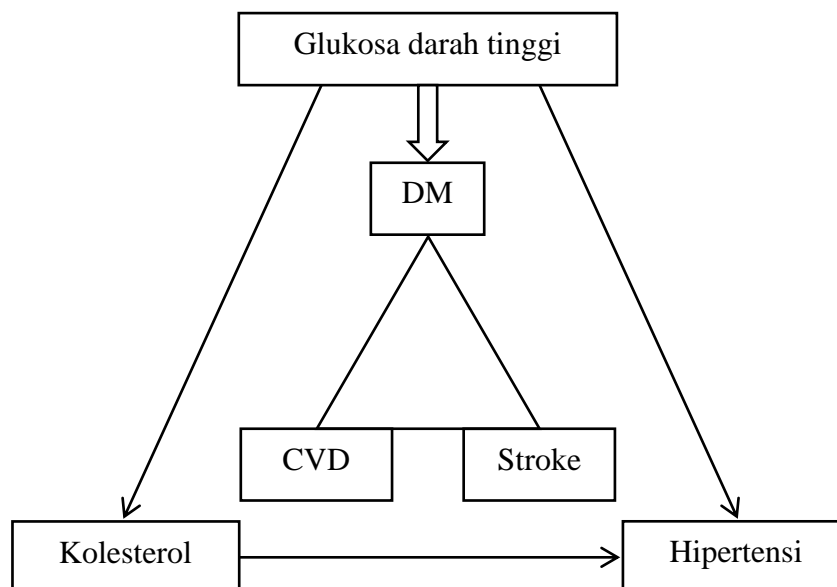 Glukosa darah tinggi
DM
CVD
Stroke
Kolesterol
Hipertensi